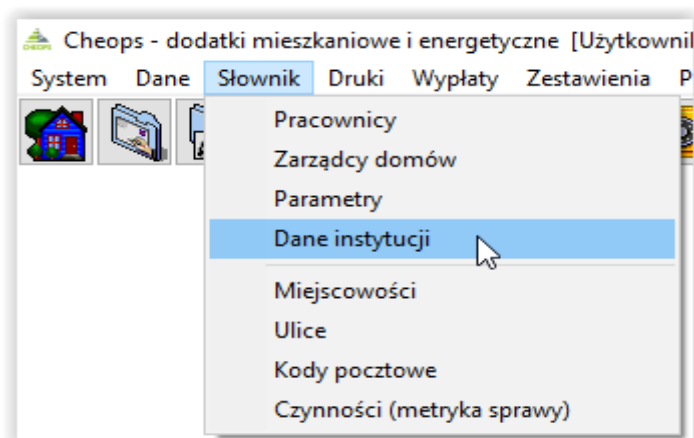 Cheops - dodatki mieszkaniowe i energetyczne [Użytkownil
System Dane Słownik Druki Wypłaty Zestawienia P
Pracownicy
Zarządcy domów
Parametry
Dane instytucji
Miejscowości
Ulice
Kody pocztowe
Czynności (metryka sprawy)